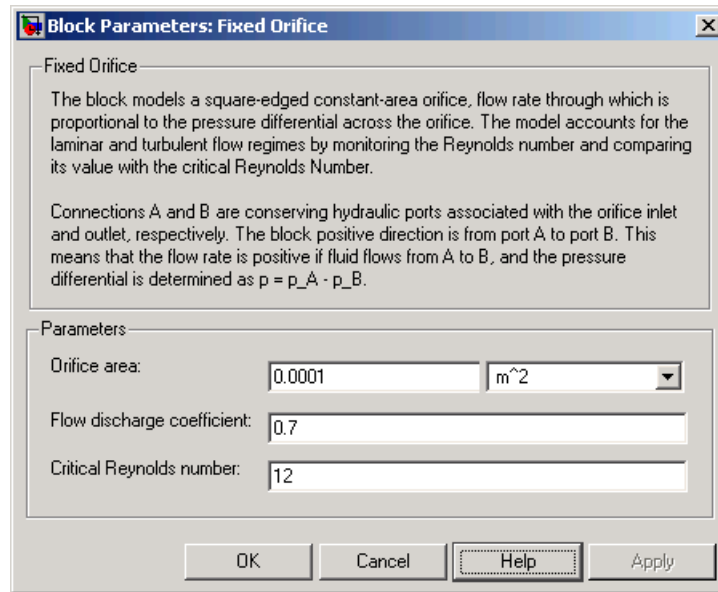 Block Parameters: Fixed Orifice
Fixed Orifice
The block models a square-edged constant-area orifice, flow rate through which is
proportional to the pressure differential across the orifice. The model accounts for the
laminar and turbulent flow regimes by monitoring the Reynolds number and comparing
its value with the critical Reynolds Number.
Connections A and B are conserving hydraulic ports associated with the orifice inlet
and outlet, respectively. The block positive direction is from port A to port B. This
means that the flow rate is positive if fluid flows from A to B, and the pressure
differential is determined as p = p_A - p_B.
Parameters
Orifice area: 0.0001 m^2
Flow discharge coefficient: 0.7
Critical Reynolds number: 12
OK Cancel Help Apply